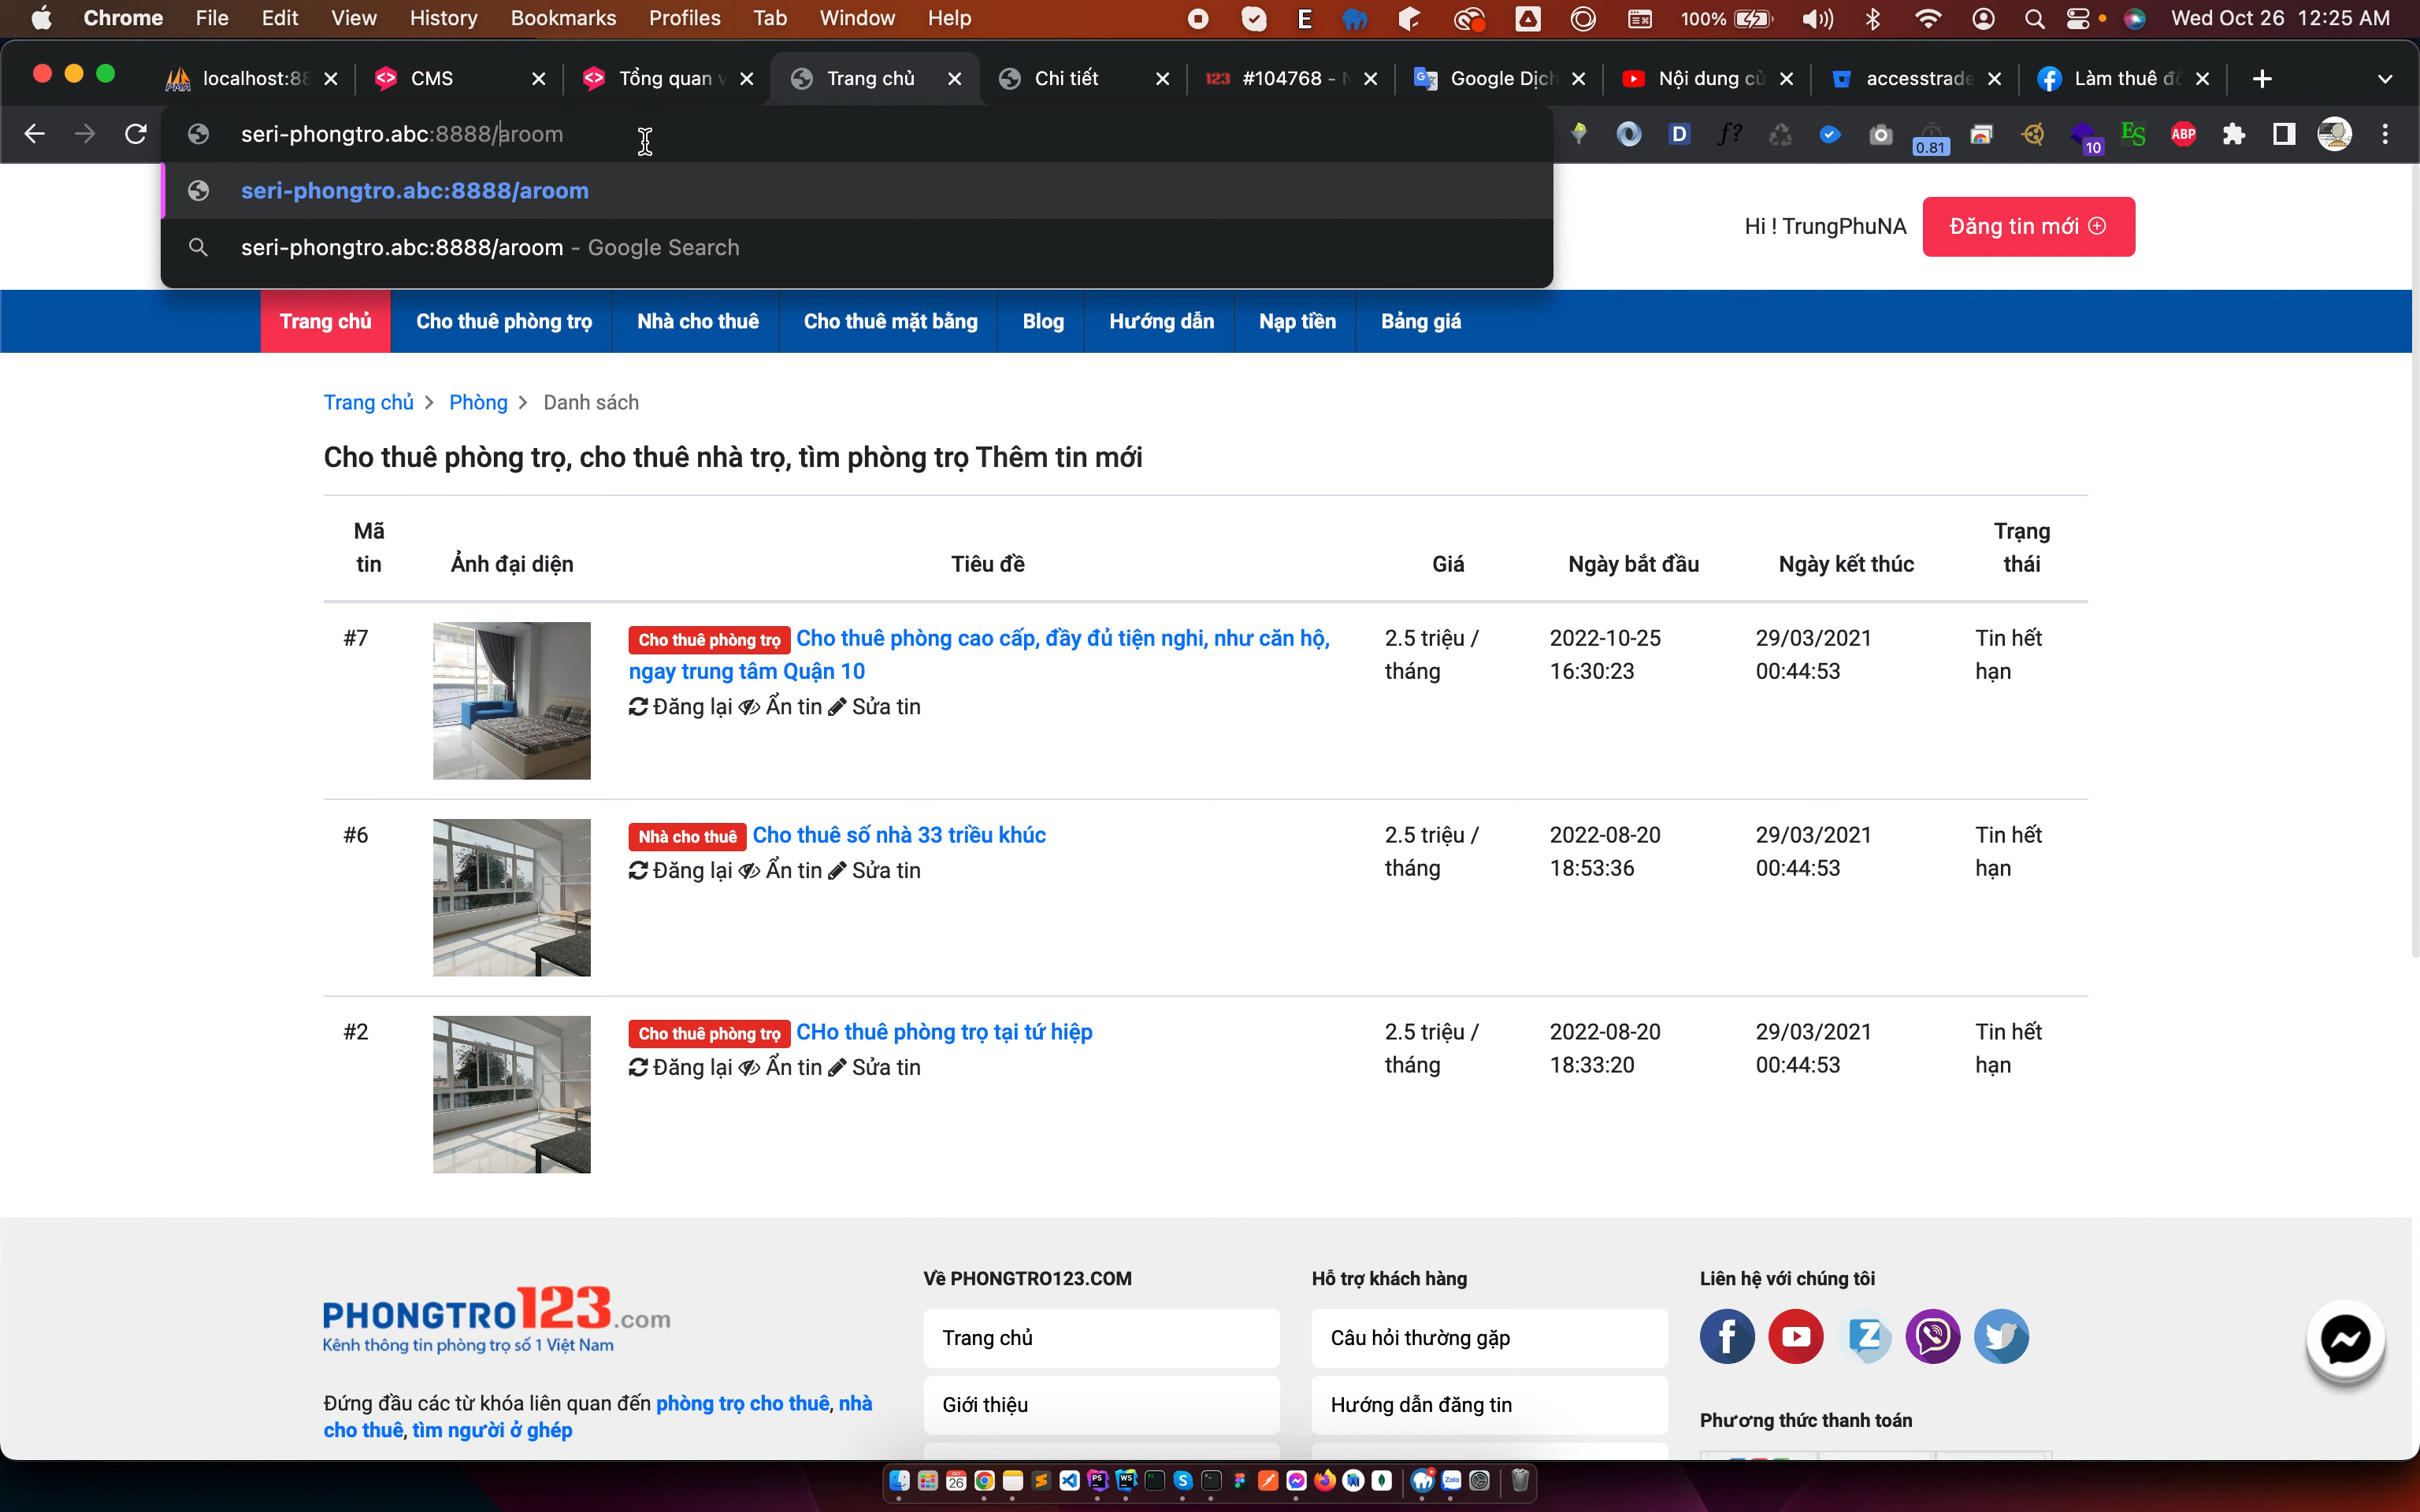 Chrome File Edit View History Bookmarks Profiles Tab Window Help E 100% Wed Oct 26 12:25 AM
localhost:88 CMS Tổng quan v Trang chủ Chi tiết 123 #104768 - N Google Dịch Nội dung củ accesstrade Làm thuê đồ
seri-phongtro.abc:8888/aroom D f? 0.81 10 ES ABP
seri-phongtro.abc:8888/aroom
seri-phongtro.abc:8888/aroom - Google Search
Hi ! TrungPhuNA Đăng tin mới
Trang chủ Cho thuê phòng trọ Nhà cho thuê Cho thuê mặt bằng Blog Hướng dẫn Nạp tiền Bảng giá
Trang chủ > Phòng > Danh sách
Cho thuê phòng trọ, cho thuê nhà trọ, tìm phòng trọ Thêm tin mới
Mã tin Ảnh đại diện Tiêu đề Giá Ngày bắt đầu Ngày kết thúc Trạng thái
#7 Cho thuê phòng trọ Cho thuê phòng cao cấp, đầy đủ tiện nghi, như căn hộ, 2.5 triệu / 2022-10-25 29/03/2021 Tin hết
ngay trung tâm Quận 10 tháng 16:30:23 00:44:53 hạn
Đăng lại Ẩn tin Sửa tin
#6 Nhà cho thuê Cho thuê số nhà 33 triều khúc 2.5 triệu / 2022-08-20 29/03/2021 Tin hết
Đăng lại Ẩn tin Sửa tin tháng 18:53:36 00:44:53 hạn
#2 Cho thuê phòng trọ CHo thuê phòng trọ tại tứ hiệp 2.5 triệu / 2022-08-20 29/03/2021 Tin hết
Đăng lại Ẩn tin Sửa tin tháng 18:33:20 00:44:53 hạn
PHONGTRO123.com
Kênh thông tin phòng trọ số 1 Việt Nam
Đứng đầu các từ khóa liên quan đến phòng trọ cho thuê, nhà
cho thuê, tìm người ở ghép
Về PHONGTRO123.COM
Trang chủ
Giới thiệu
Hỗ trợ khách hàng
Câu hỏi thường gặp
Hướng dẫn đăng tin
Liên hệ với chúng tôi
Phương thức thanh toán
OCT 26 PS WS Zalo